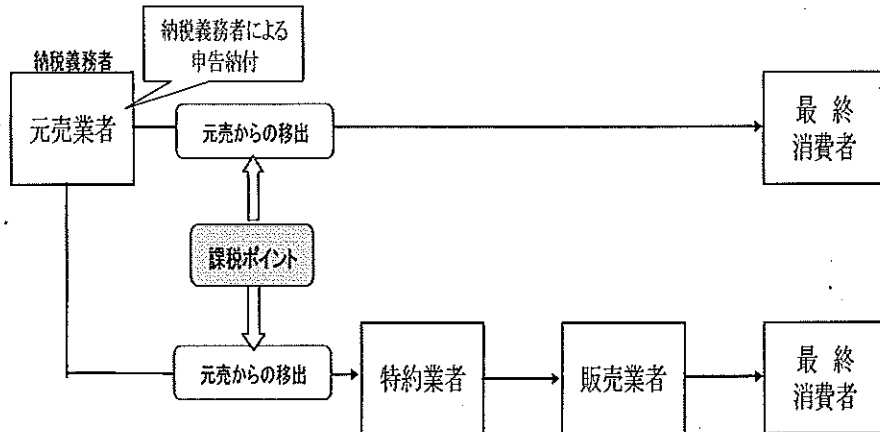 納税義務者による
申告納付
納税義務者
元売業者
元売からの移出
最終
消費者
課税ポイント
元売からの移出
特約業者
販売業者
最終
消費者